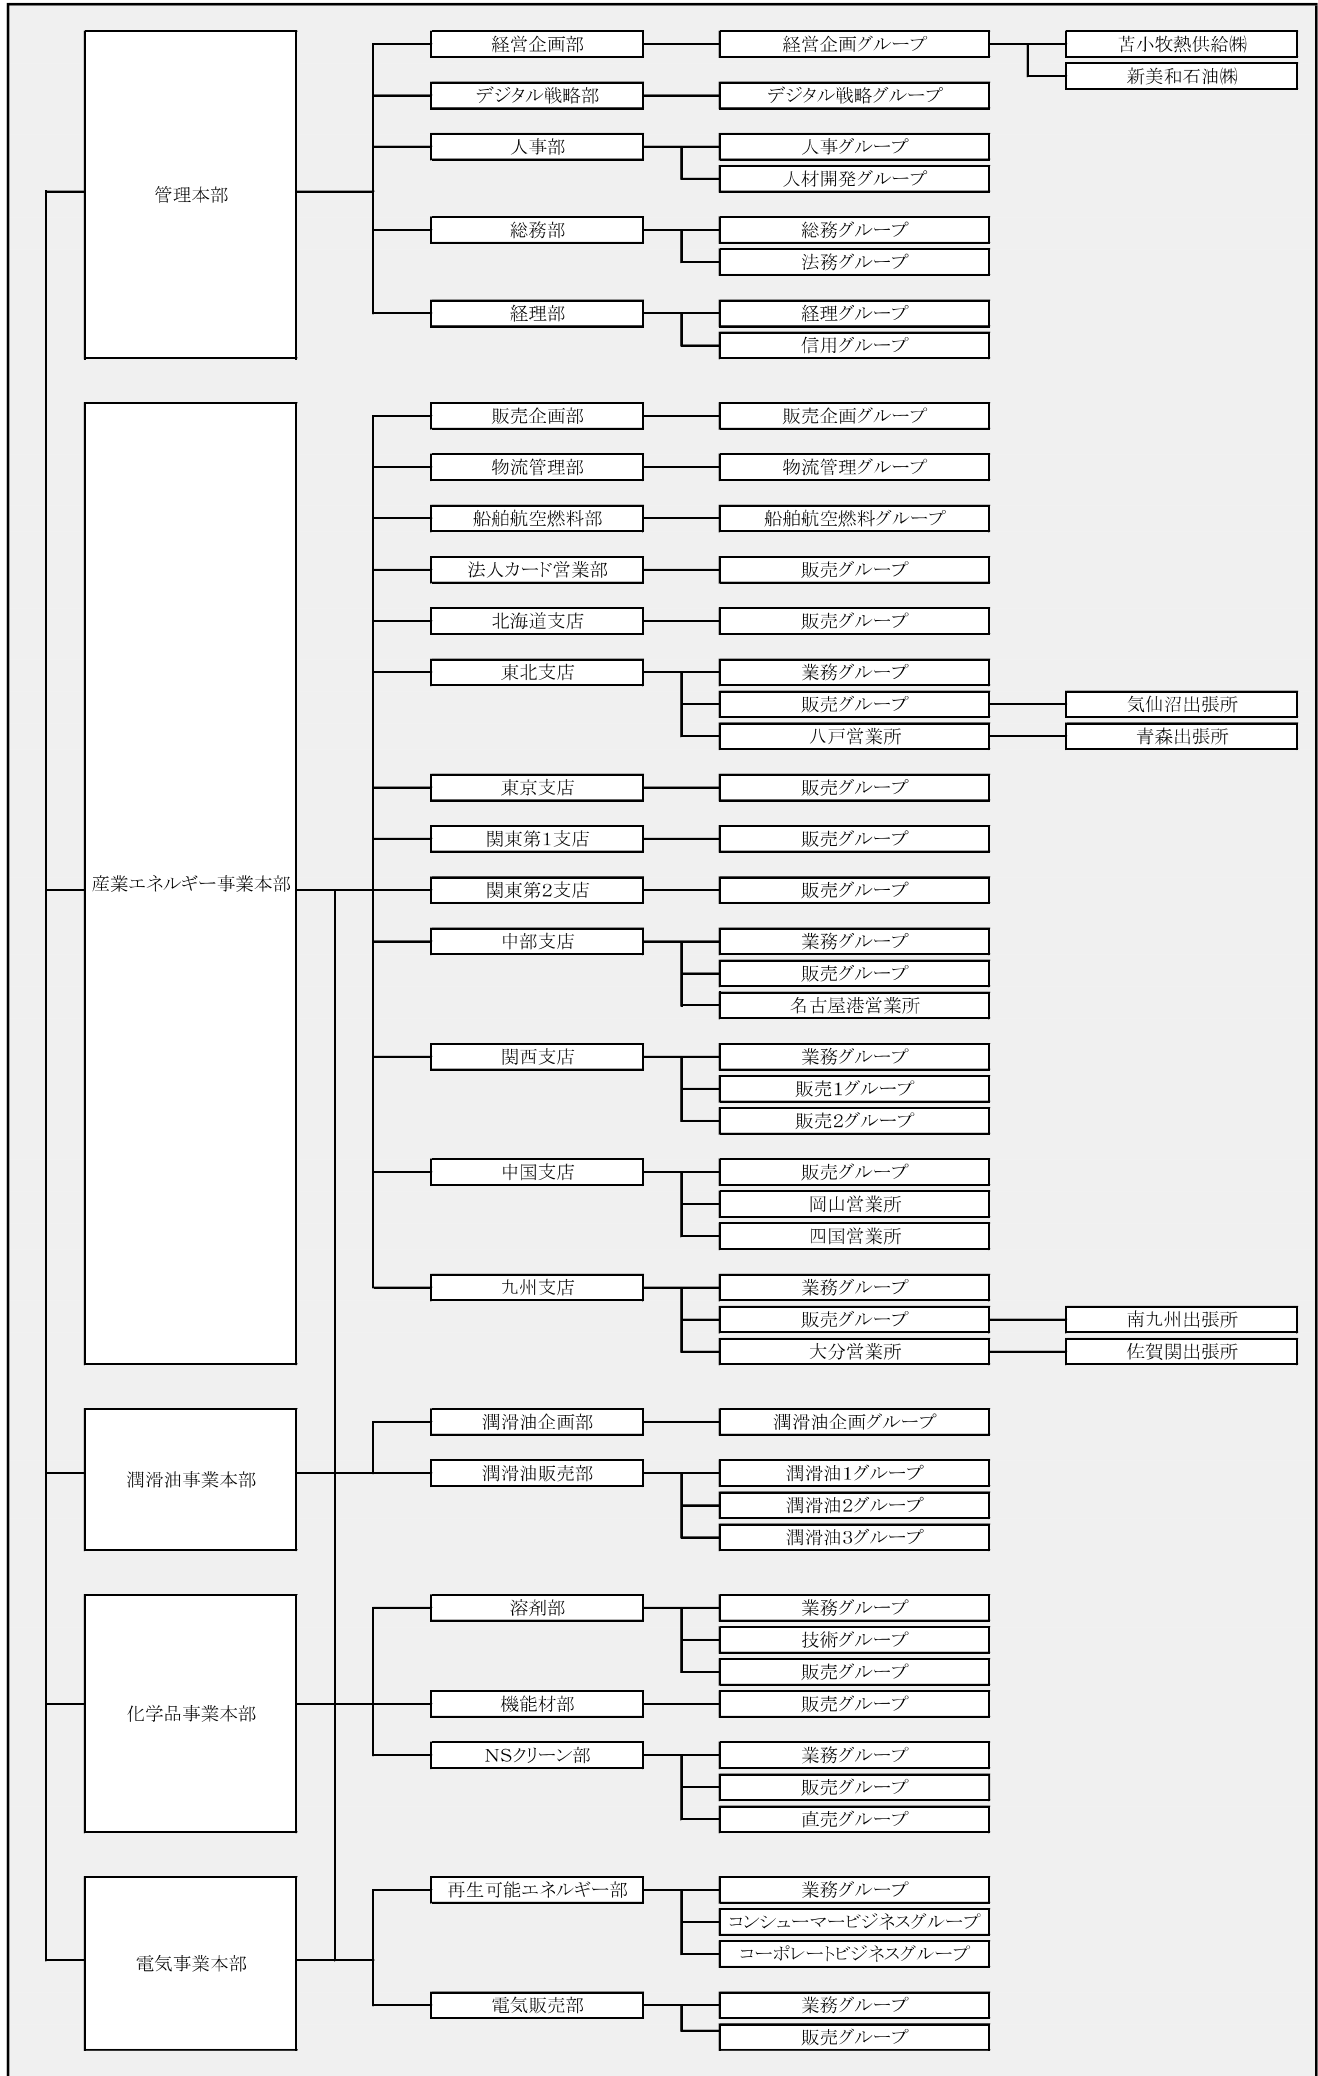 管理本部
経営企画部
経営企画グループ
苫小牧熱供給㈱
新美和石油㈱
デジタル戦略部
デジタル戦略グループ
人事部
人事グループ
人材開発グループ
総務部
総務グループ
法務グループ
経理部
経理グループ
信用グループ
産業エネルギー事業本部
販売企画部
販売企画グループ
物流管理部
物流管理グループ
船舶航空燃料部
船舶航空燃料グループ
法人カード営業部
販売グループ
北海道支店
販売グループ
東北支店
業務グループ
販売グループ
気仙沼出張所
八戸営業所
青森出張所
東京支店
販売グループ
関東第1支店
販売グループ
関東第2支店
販売グループ
中部支店
業務グループ
販売グループ
名古屋港営業所
関西支店
業務グループ
販売1グループ
販売2グループ
中国支店
販売グループ
岡山営業所
四国営業所
九州支店
業務グループ
販売グループ
南九州出張所
大分営業所
佐賀関出張所
潤滑油事業本部
潤滑油企画部
潤滑油企画グループ
潤滑油販売部
潤滑油1グループ
潤滑油2グループ
潤滑油3グループ
化学品事業本部
溶剤部
業務グループ
技術グループ
販売グループ
機能材部
販売グループ
NSクリーン部
業務グループ
販売グループ
直売グループ
電気事業本部
再生可能エネルギー部
業務グループ
コンシューマービジネスグループ
コーポレートビジネスグループ
電気販売部
業務グループ
販売グループ